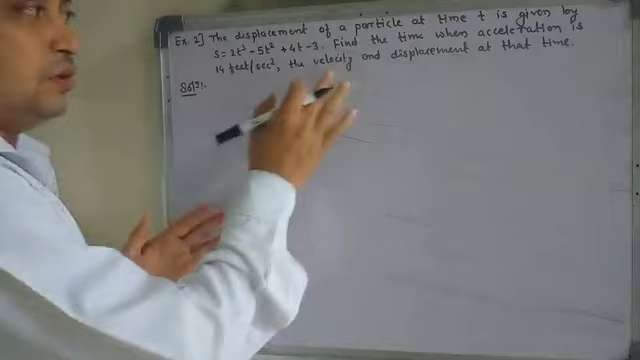 Ex. 2] The displacement of a particle at time t is given by
S = 2t³ - 5t² + 4t - 3. Find the time when acceleration is
14 feet/sec², the velocity and displacement at that time.
Solⁿ:-